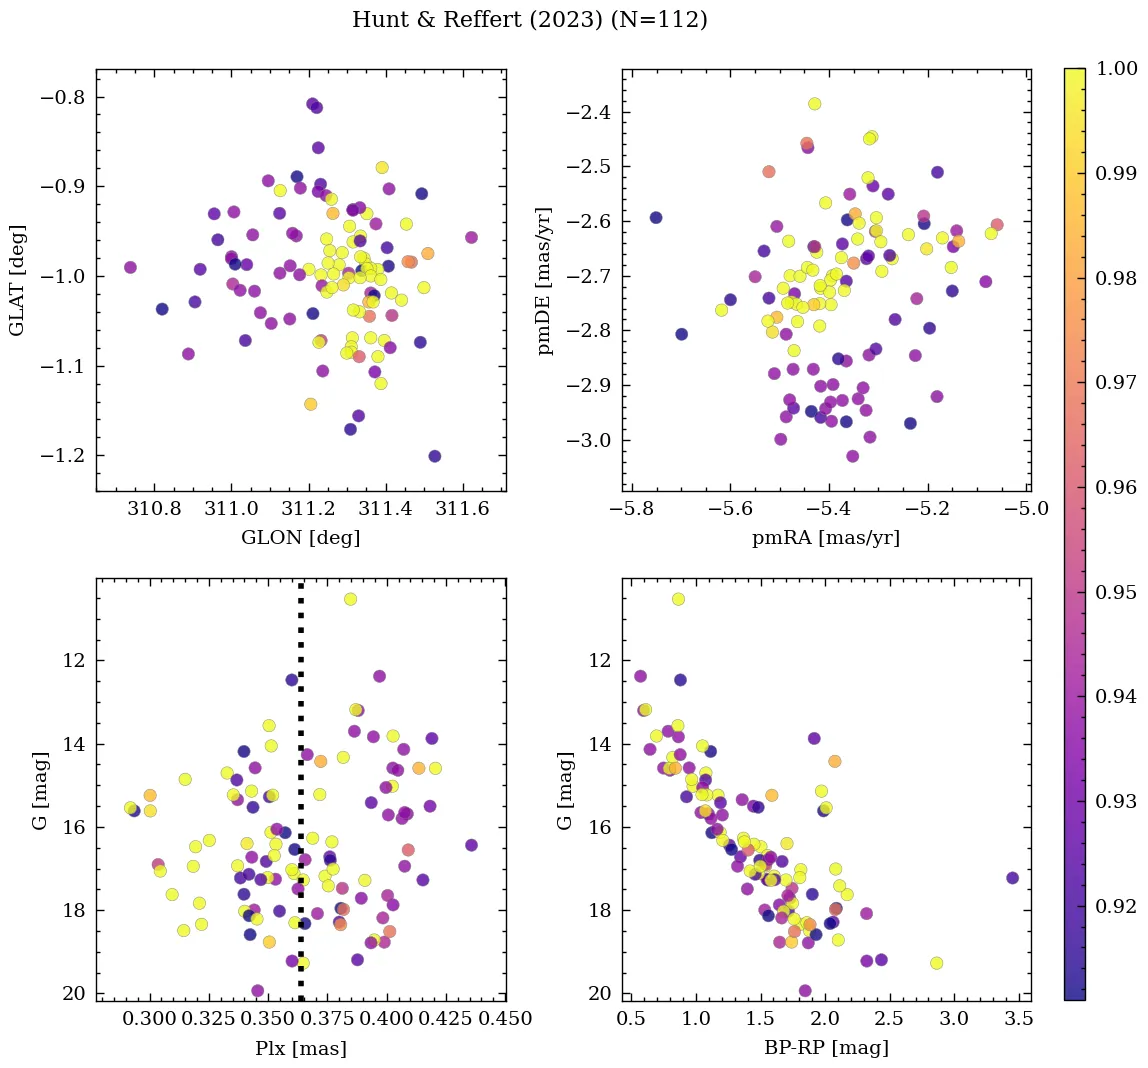 Hunt & Reffert (2023) (N=112)
−0.8
−0.9
−1.0
−1.1
−1.2
GLAT [deg]
310.8 311.0 311.2 311.4 311.6
GLON [deg]
−2.4
−2.5
−2.6
−2.7
−2.8
−2.9
−3.0
pmDE [mas/yr]
−5.8 −5.6 −5.4 −5.2 −5.0
pmRA [mas/yr]
12
14
16
18
20
G [mag]
0.300 0.325 0.350 0.375 0.400 0.425 0.450
Plx [mas]
12
14
16
18
20
G [mag]
0.5 1.0 1.5 2.0 2.5 3.0 3.5
BP-RP [mag]
1.00
0.99
0.98
0.97
0.96
0.95
0.94
0.93
0.92